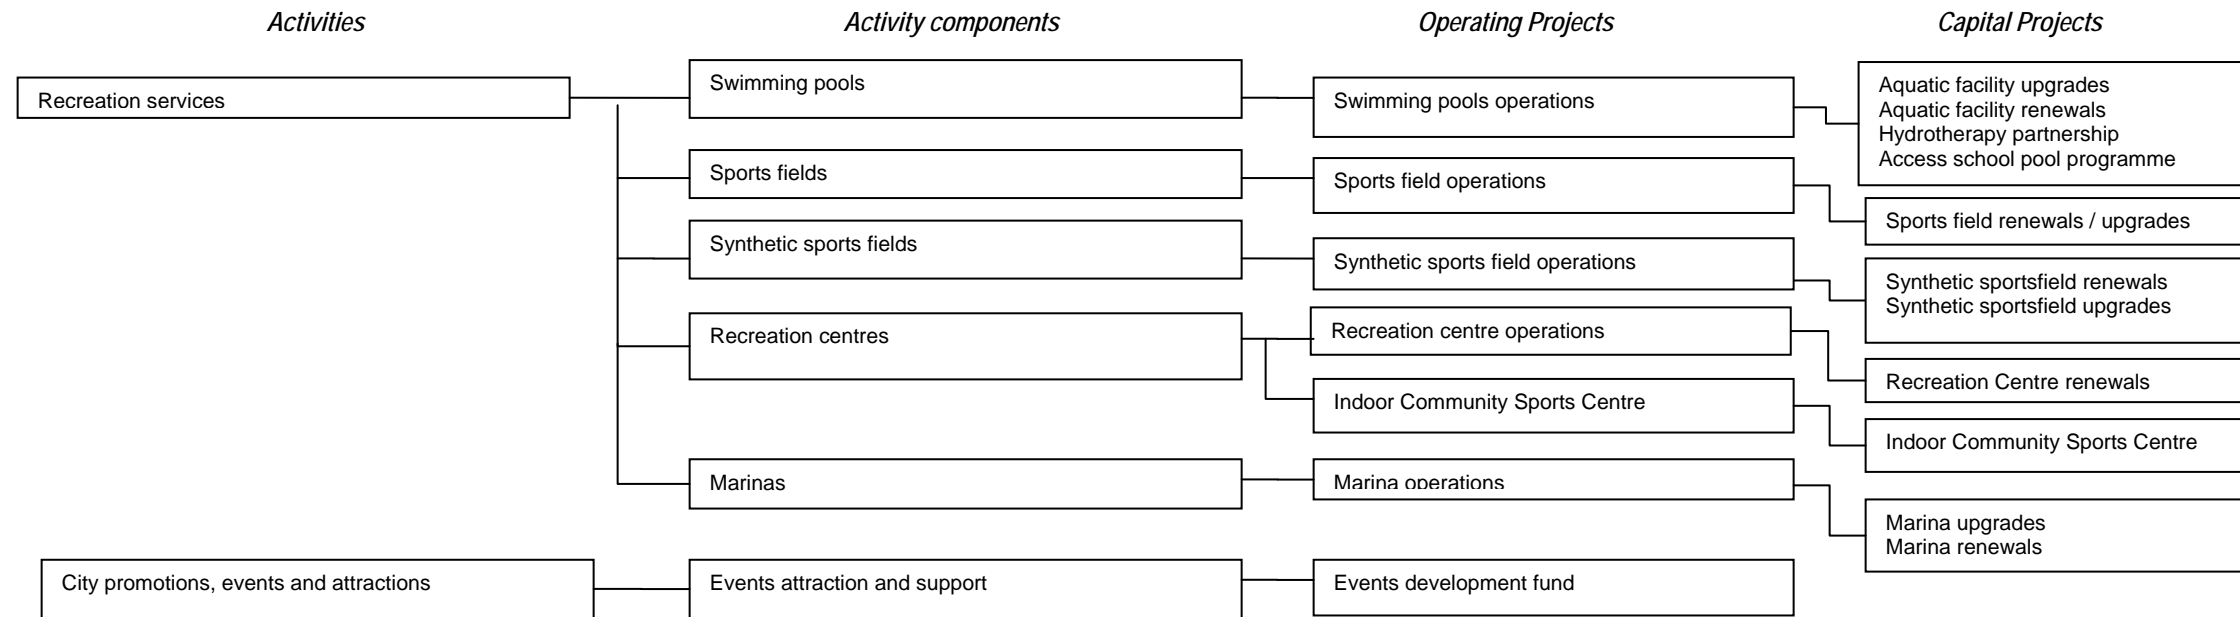 Activities
Activity components
Operating Projects
Capital Projects
Recreation services
Swimming pools
Swimming pools operations
Aquatic facility upgrades
Aquatic facility renewals
Hydrotherapy partnership
Access school pool programme
Sports fields
Sports field operations
Sports field renewals / upgrades
Synthetic sports fields
Synthetic sports field operations
Synthetic sportsfield renewals
Synthetic sportsfield upgrades
Recreation centres
Recreation centre operations
Recreation Centre renewals
Indoor Community Sports Centre
Indoor Community Sports Centre
Marinas
Marina operations
Marina upgrades
Marina renewals
City promotions, events and attractions
Events attraction and support
Events development fund